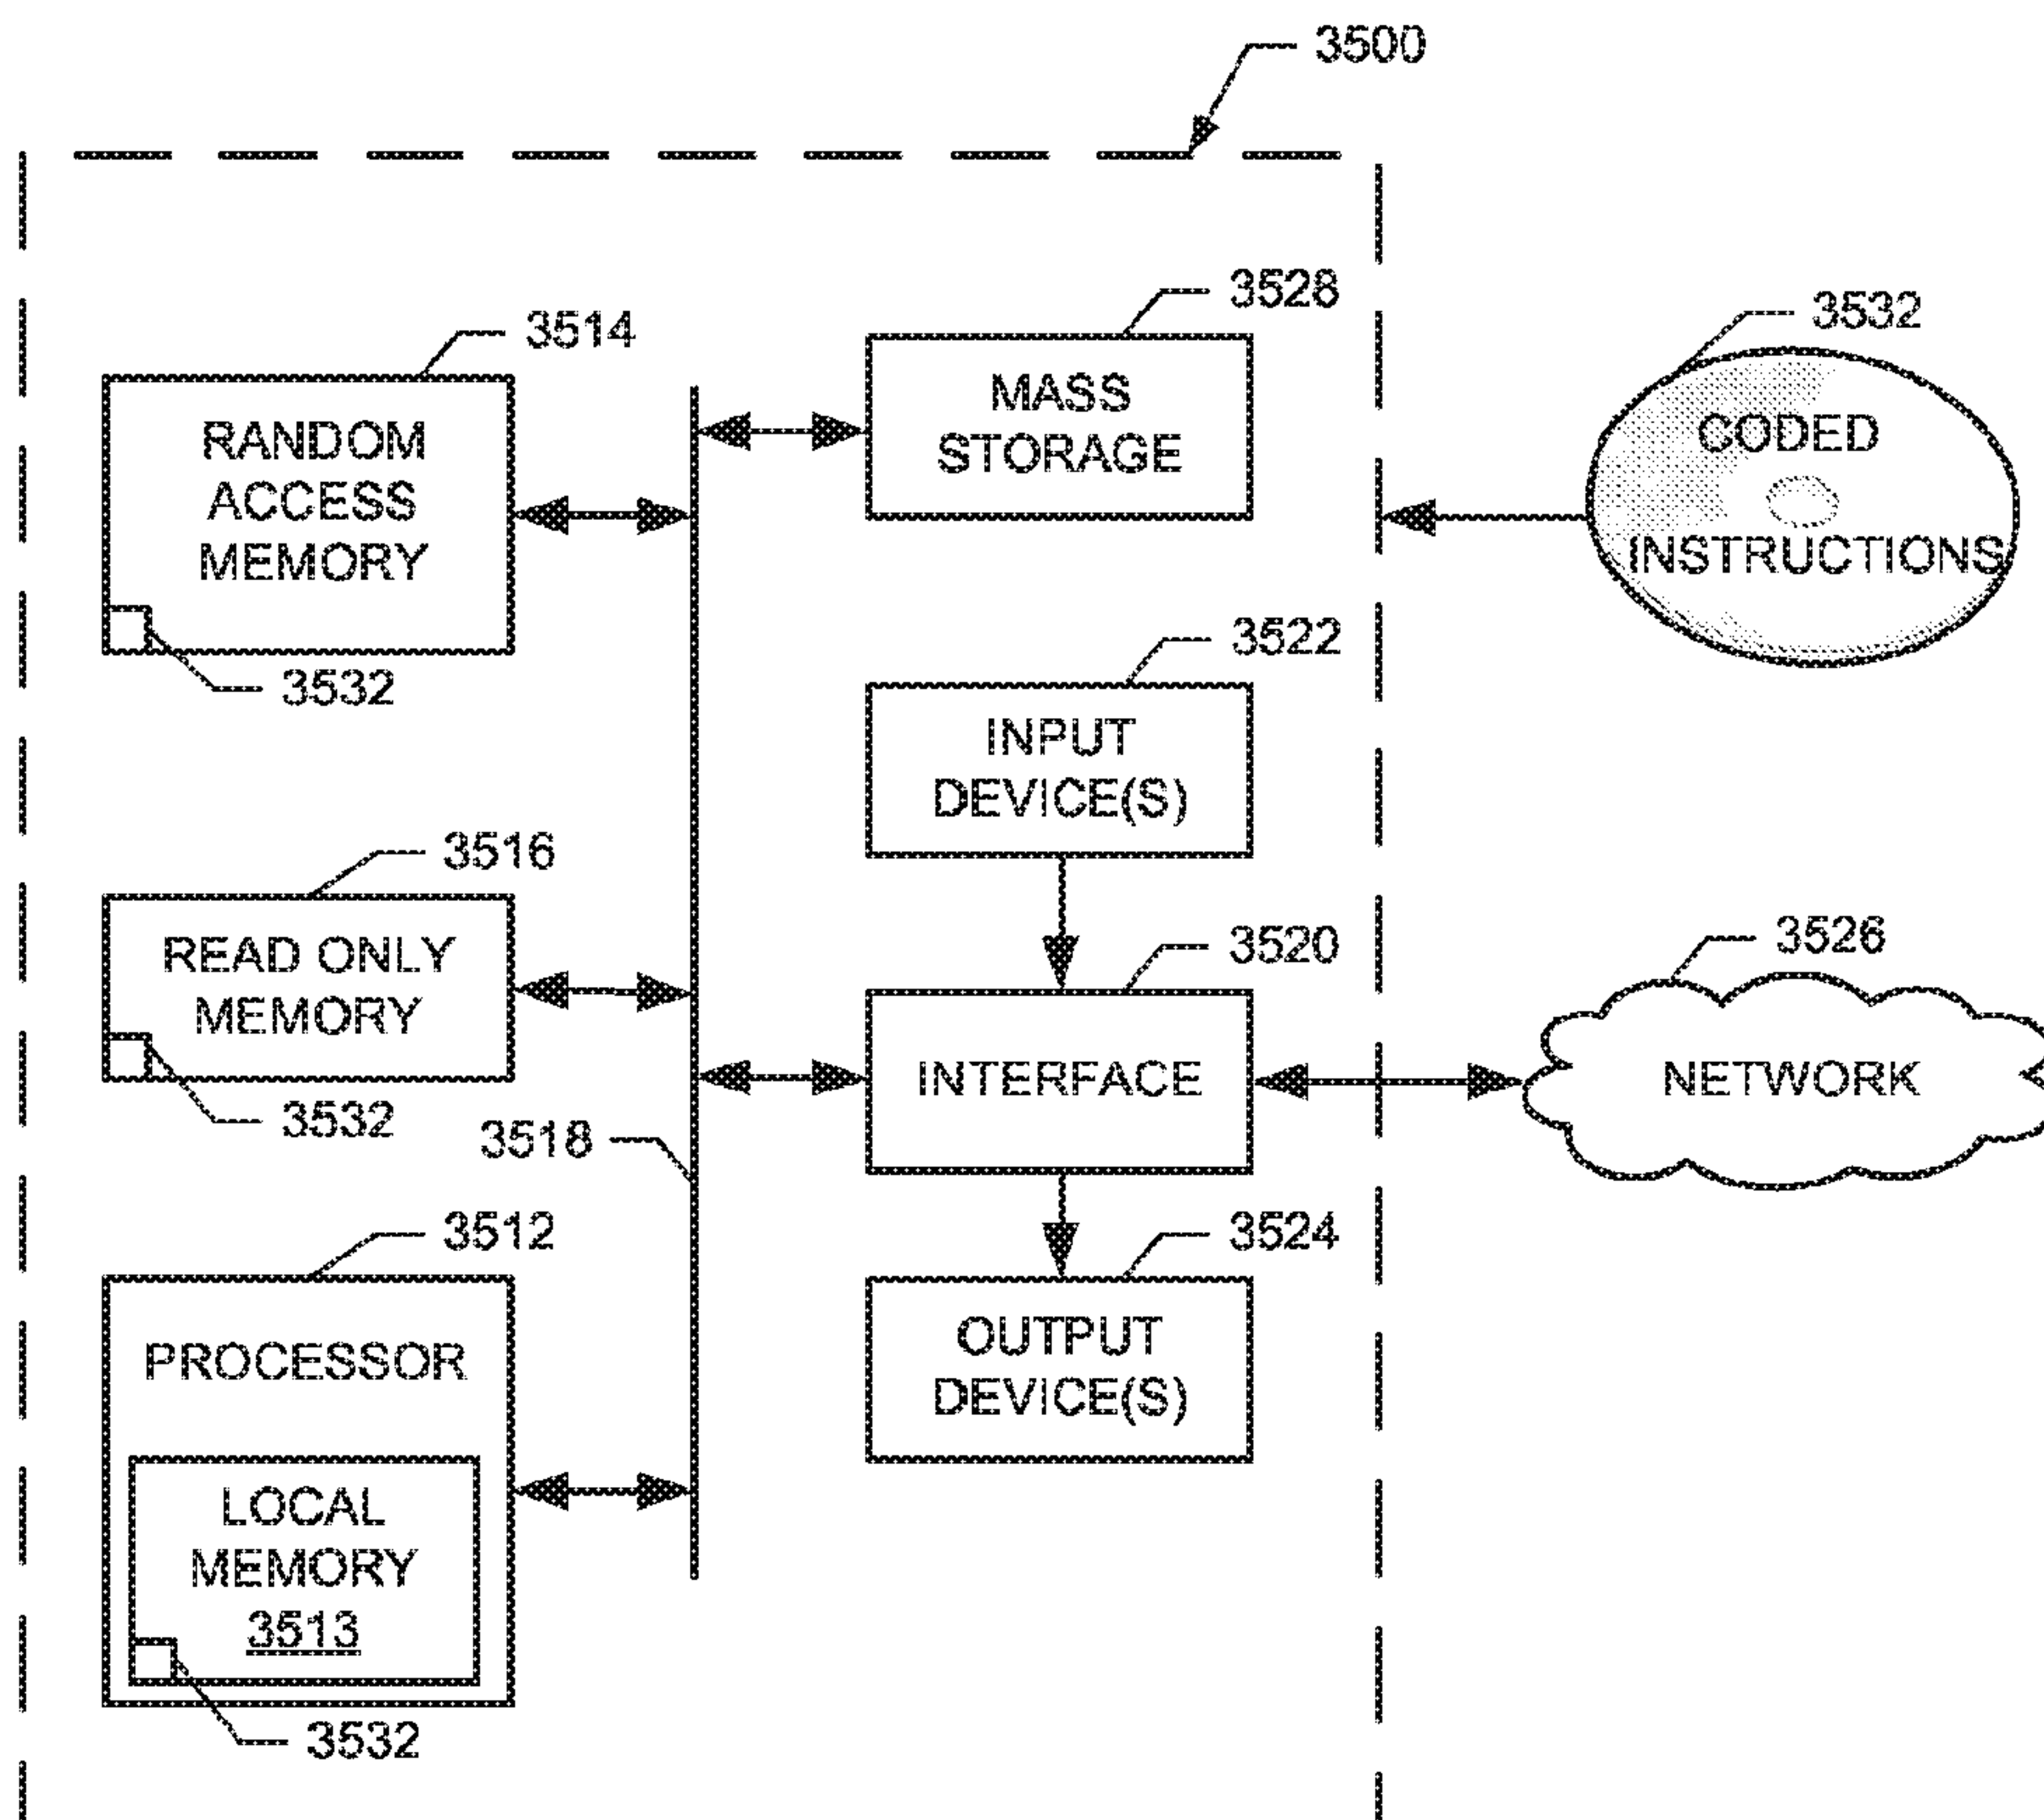 3500
3528
3514
3532
MASS
STORAGE
RANDOM
ACCESS
MEMORY
CODED
INSTRUCTIONS
3532
3522
INPUT
DEVICE(S)
3516
READ ONLY
MEMORY
3532
3520
INTERFACE
3526
NETWORK
3518
3512
PROCESSOR
LOCAL
MEMORY
3513
3532
3524
OUTPUT
DEVICE(S)